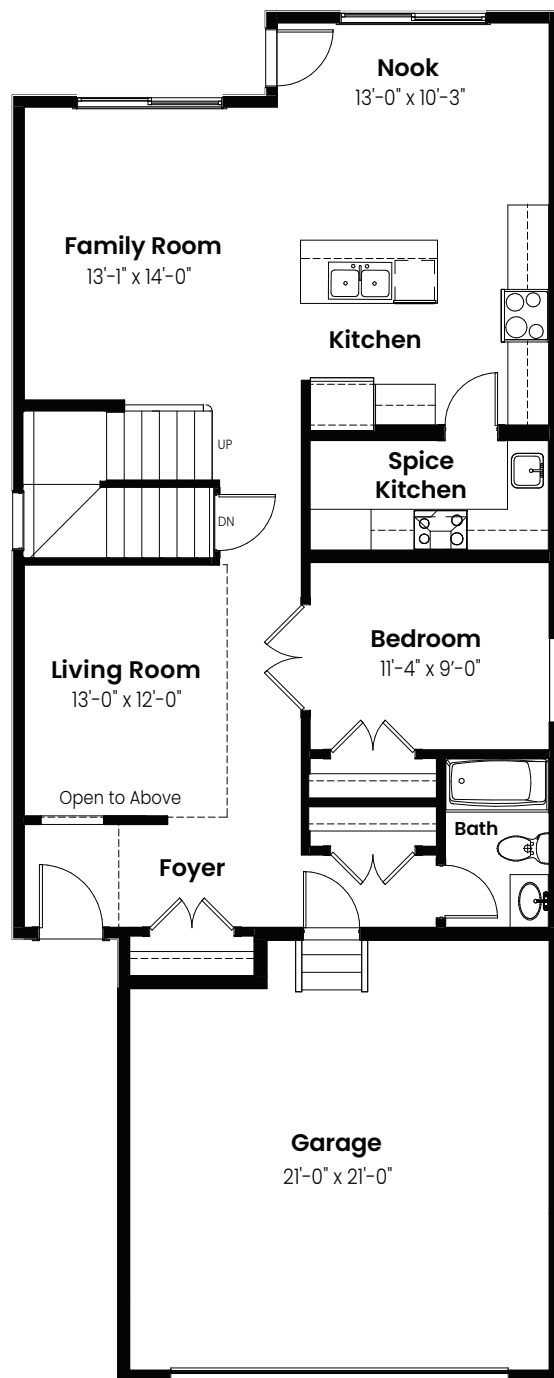 Nook
13'-0" x 10'-3"
Family Room
13'-1" x 14'-0"
Kitchen
UP
Spice
Kitchen
DN
Bedroom
11'-4" x 9'-0"
Living Room
13'-0" x 12'-0"
Open to Above
Bath
Foyer
Garage
21'-0" x 21'-0"